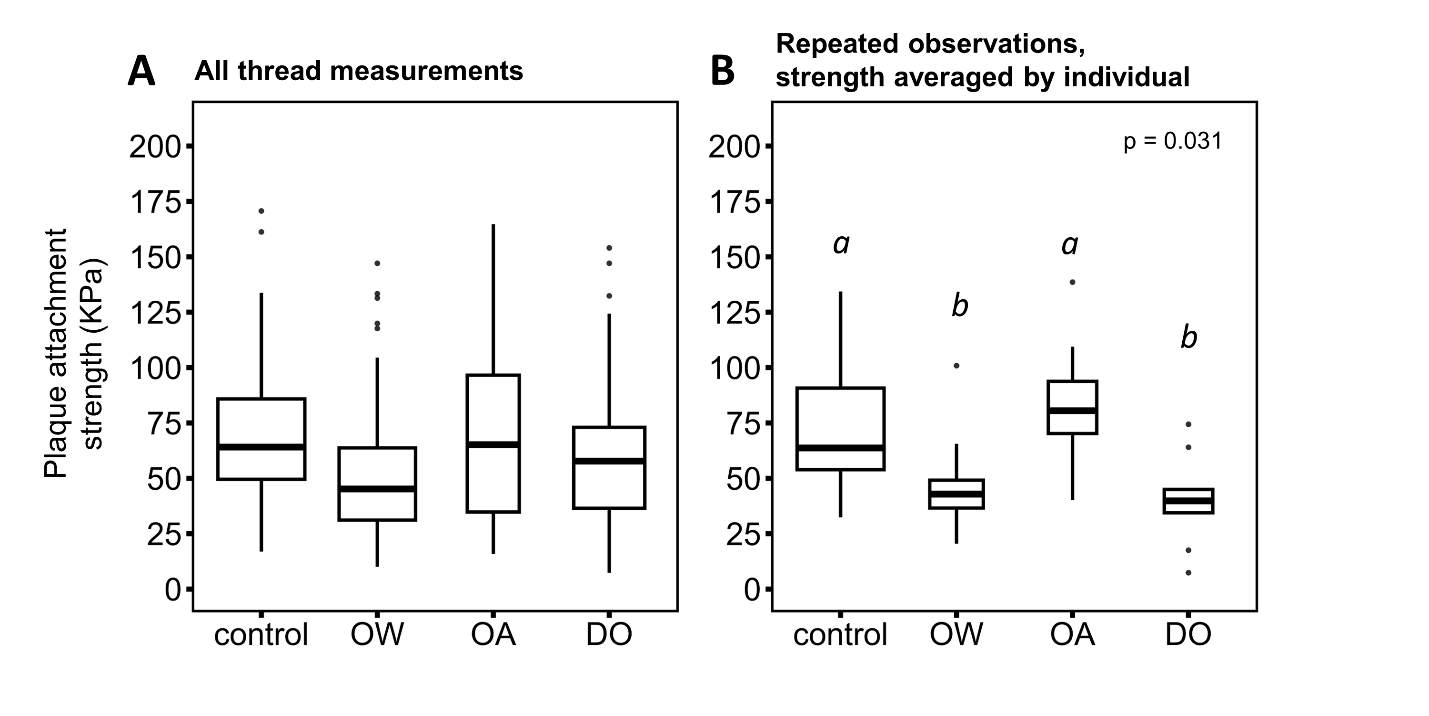 A All thread measurements
B Repeated observations,
strength averaged by individual
Plaque attachment
strength (KPa)
200
175
150
125
100
75
50
25
0
control OW OA DO
200
175
150
125
100
75
50
25
0
p = 0.031
a
b
a
b
control OW OA DO